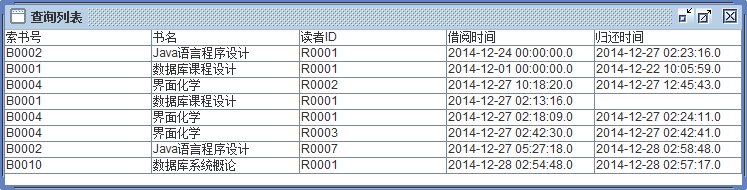 查询列表
索书号 书名 读者ID 借阅时间 归还时间
B0002 Java语言程序设计 R0001 2014-12-24 00:00:00.0 2014-12-27 02:23:16.0
B0001 数据库课程设计 R0001 2014-12-01 00:00:00.0 2014-12-22 10:05:59.0
B0004 界面化学 R0002 2014-12-27 10:18:20.0 2014-12-27 12:45:43.0
B0001 数据库课程设计 R0001 2014-12-27 02:13:16.0
B0004 界面化学 R0001 2014-12-27 02:18:09.0 2014-12-27 02:24:11.0
B0004 界面化学 R0003 2014-12-27 02:42:30.0 2014-12-27 02:42:41.0
B0002 Java语言程序设计 R0007 2014-12-27 05:27:18.0 2014-12-28 02:58:48.0
B0010 数据库系统概论 R0001 2014-12-28 02:54:48.0 2014-12-28 02:57:17.0